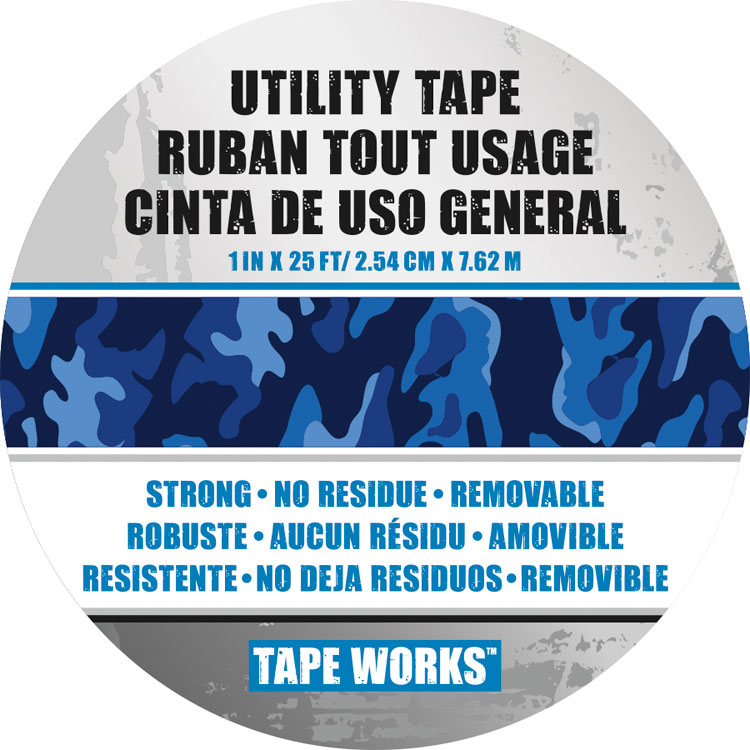 UTILITY TAPE
RUBAN TOUT USAGE
CINTA DE USO GENERAL
1 IN X 25 FT/ 2.54 CM X 7.62 M
STRONG • NO RESIDUE • REMOVABLE
ROBUSTE • AUCUN RÉSIDU • AMOVIBLE
RESISTENTE • NO DEJA RESIDUOS • REMOVIBLE
TAPE WORKS™